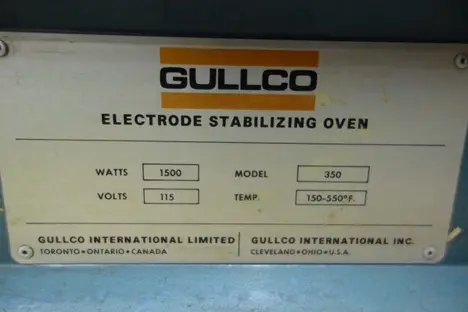 GULLCO
ELECTRODE STABILIZING OVEN
WATTS 1500 MODEL 350
VOLTS 115 TEMP. 150-550°F.
GULLCO INTERNATIONAL LIMITED GULLCO INTERNATIONAL INC.
TORONTO • ONTARIO • CANADA CLEVELAND • OHIO • U.S.A.